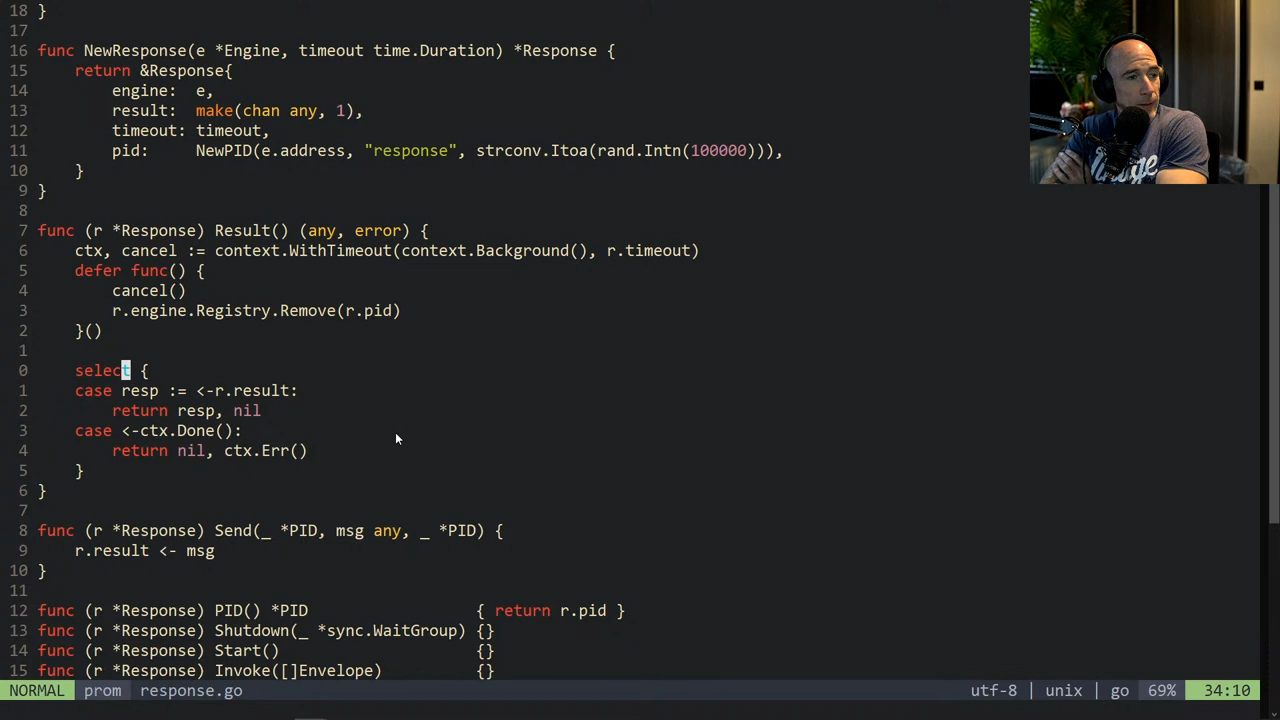 18 }
17
16 func NewResponse(e *Engine, timeout time.Duration) *Response {
15     return &Response{
14         engine:  e,
13         result:  make(chan any, 1),
12         timeout: timeout,
11         pid:     NewPID(e.address, "response", strconv.Itoa(rand.Intn(100000))),
10     }
9 }
8
7 func (r *Response) Result() (any, error) {
6     ctx, cancel := context.WithTimeout(context.Background(), r.timeout)
5     defer func() {
4         cancel()
3         r.engine.Registry.Remove(r.pid)
2     }()
1
0     select {
1     case resp := <-r.result:
2         return resp, nil
3     case <-ctx.Done():
4         return nil, ctx.Err()
5     }
6 }
7
8 func (r *Response) Send(_ *PID, msg any, _ *PID) {
9     r.result <- msg
10 }
11
12 func (r *Response) PID() *PID                  { return r.pid }
13 func (r *Response) Shutdown(_ *sync.WaitGroup) {}
14 func (r *Response) Start()                     {}
15 func (r *Response) Invoke([]Envelope)          {}
NORMAL prom response.go utf-8 | unix | go 69% 34:10